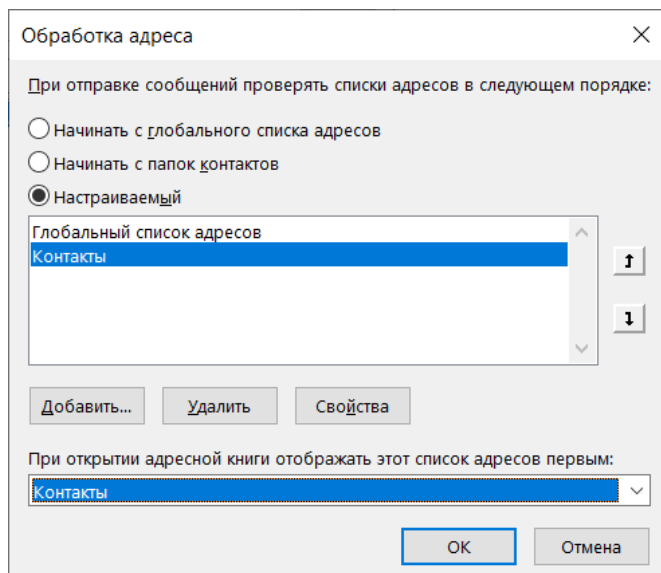 Обработка адреса
При отправке сообщений проверять списки адресов в следующем порядке:
Начинать с глобального списка адресов
Начинать с папок контактов
Настраиваемый
Глобальный список адресов
Контакты
Добавить... Удалить Свойства
При открытии адресной книги отображать этот список адресов первым:
Контакты
ОК Отмена